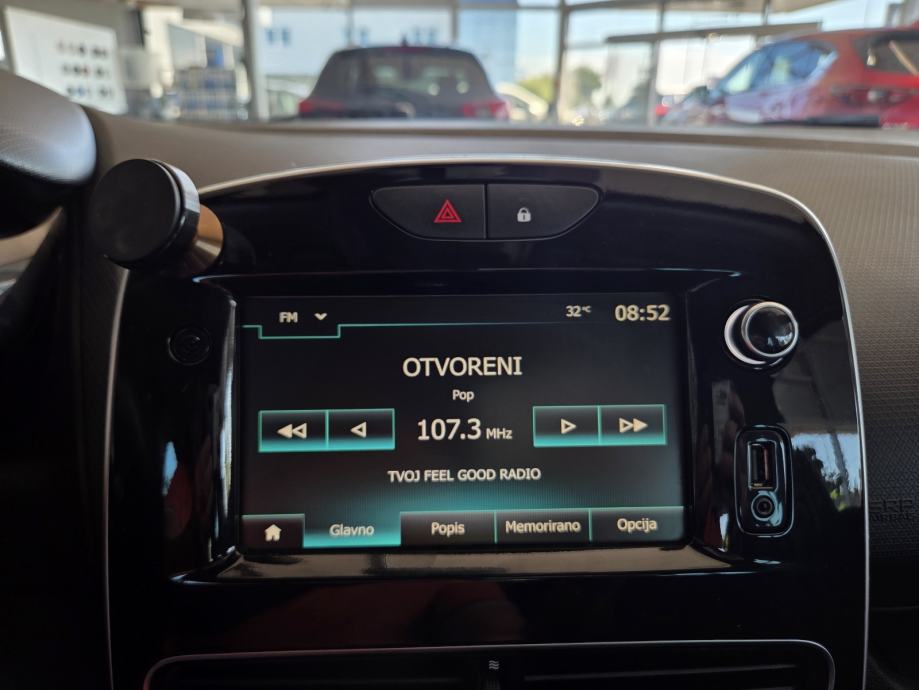 FM
32°C 08:52
OTVORENI
Pop
107.3 MHz
TVOJ FEEL GOOD RADIO
Glavno Popis Memorirano Opcija